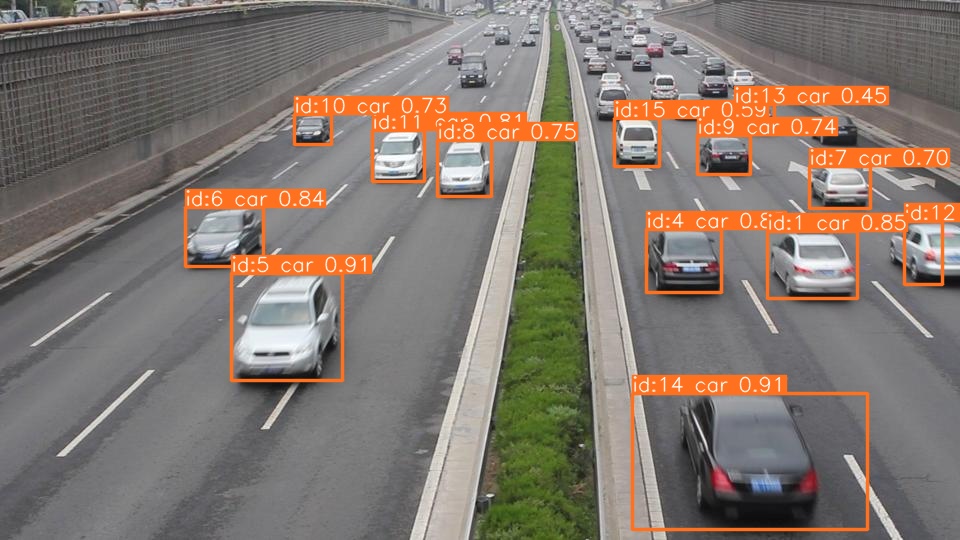 id:10 car 0.73
id:11 car 0.81
id:8 car 0.75
id:15 car 0.59
id:13 car 0.45
id:9 car 0.74
id:7 car 0.70
id:6 car 0.84
id:4 car 0.8
id:1 car 0.85
id:12
id:5 car 0.91
id:14 car 0.91